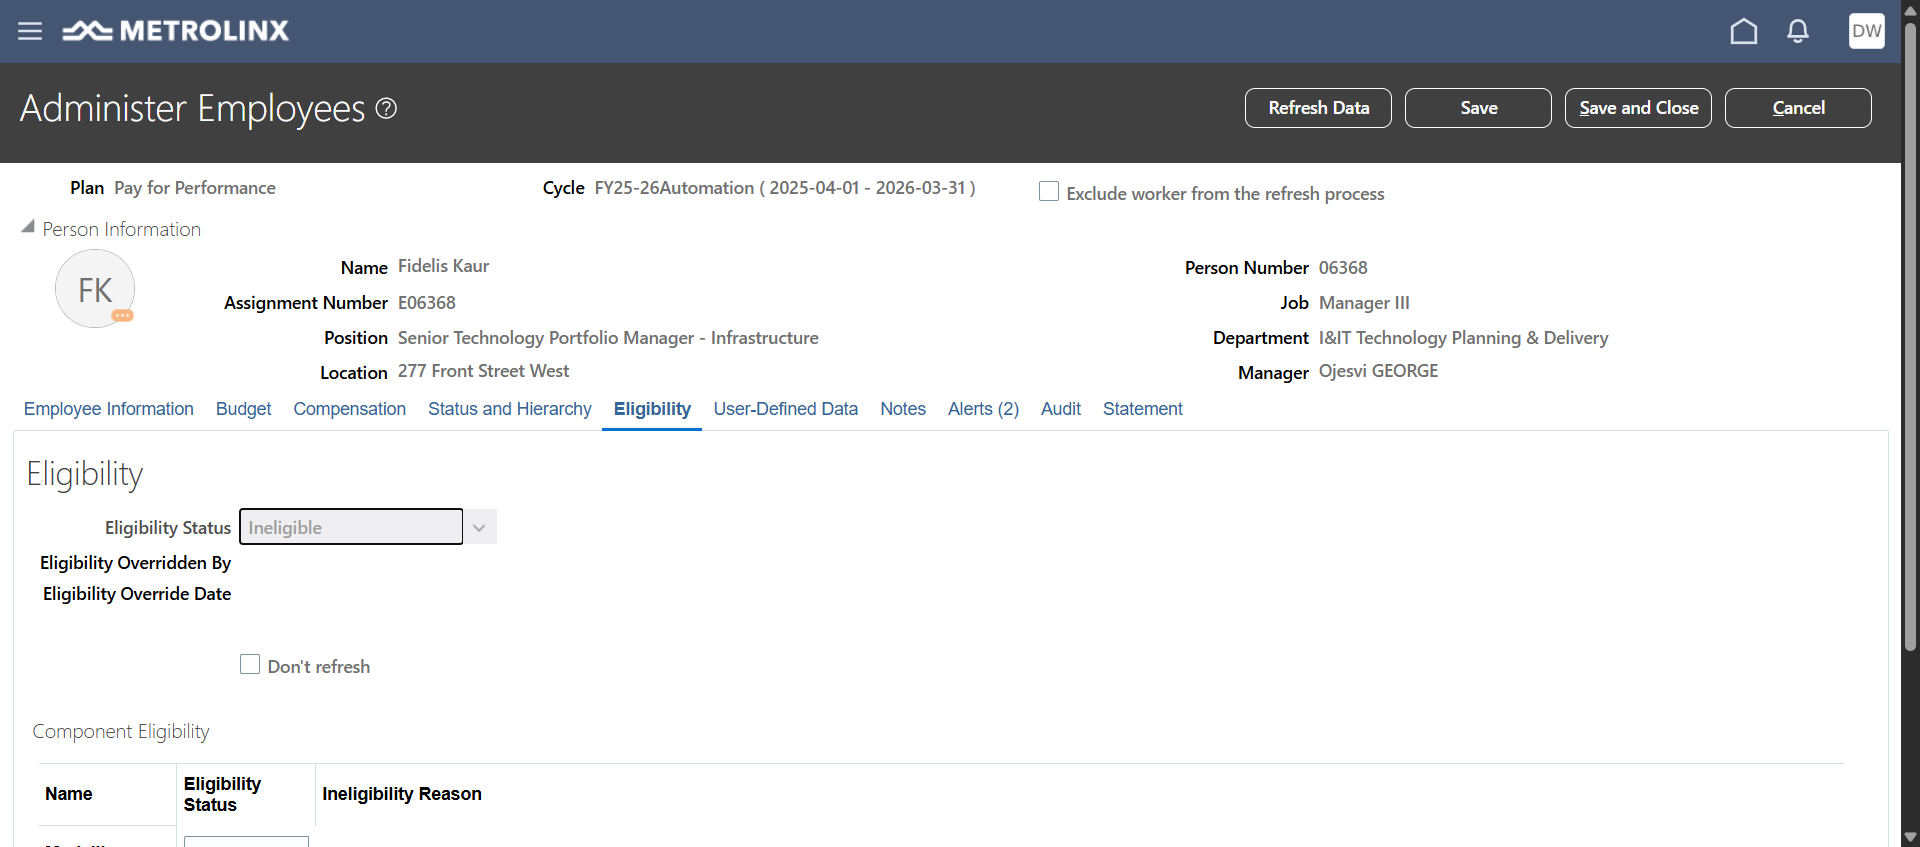 METROLINX
DW
Administer Employees
Refresh Data
Save
Save and Close
Cancel
Plan Pay for Performance
Cycle FY25-26Automation ( 2025-04-01 - 2026-03-31 )
Exclude worker from the refresh process
Person Information
FK
Name Fidelis Kaur
Person Number 06368
Assignment Number E06368
Job Manager III
Position Senior Technology Portfolio Manager - Infrastructure
Department I&IT Technology Planning & Delivery
Location 277 Front Street West
Manager Ojesvi GEORGE
Employee Information Budget Compensation Status and Hierarchy Eligibility User-Defined Data Notes Alerts (2) Audit Statement
Eligibility
Eligibility Status Ineligible
Eligibility Overridden By
Eligibility Override Date
Don't refresh
Component Eligibility
Name
Eligibility
Status
Ineligibility Reason